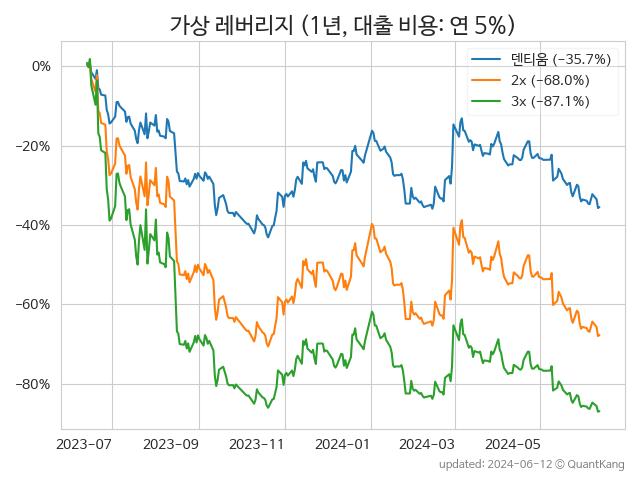 가상 레버리지 (1년, 대출 비용: 연 5%)
덴티움 (−35.7%)
2x (−68.0%)
3x (−87.1%)
0%
−20%
−40%
−60%
−80%
2023-07 2023-09 2023-11 2024-01 2024-03 2024-05
updated: 2024-06-12 © QuantKang